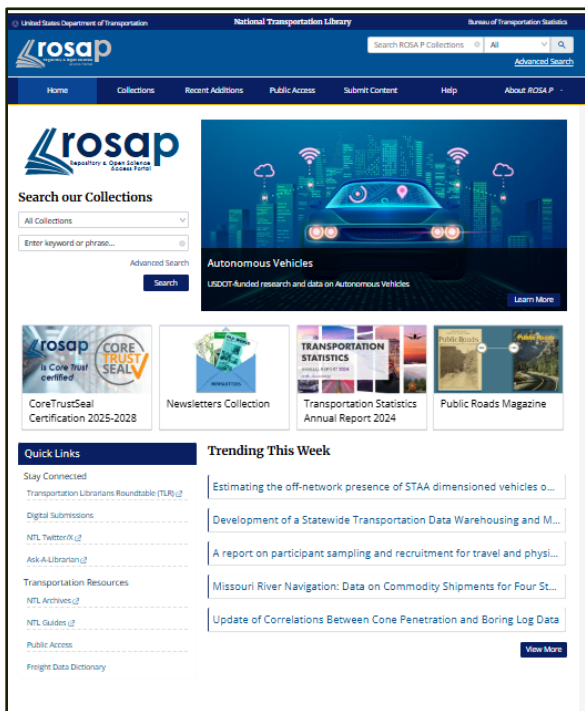 United States Department of Transportation
National Transportation Library
Bureau of Transportation Statistics
rosap
Repository & Open Science
Access Portal
Search ROSA P Collections
All
Advanced Search
Home
Collections
Recent Additions
Public Access
Submit Content
Help
About ROSA P
rosap
Repository & Open Science
Access Portal
Search our Collections
All Collections
Enter keyword or phrase...
Advanced Search
Search
Autonomous Vehicles
USDOT-funded research and data on Autonomous Vehicles
Learn More
rosap
is Core Trust
certified
CORE
TRUST
SEAL
CoreTrustSeal
Certification 2025-2028
NEWSLETTERS
Newsletters Collection
TRANSPORTATION
STATISTICS
ANNUAL REPORT 2024
Transportation Statistics
Annual Report 2024
Public Roads
Public Roads
Public Roads Magazine
Quick Links
Stay Connected
Transportation Librarians Roundtable (TLR)
Digital Submissions
NTL Twitter/X
Ask-A-Librarian
Transportation Resources
NTL Archives
NTL Guides
Public Access
Freight Data Dictionary
Trending This Week
Estimating the off-network presence of STAA dimensioned vehicles o...
Development of a Statewide Transportation Data Warehousing and M...
A report on participant sampling and recruitment for travel and physi...
Missouri River Navigation: Data on Commodity Shipments for Four St...
Update of Correlations Between Cone Penetration and Boring Log Data
View More